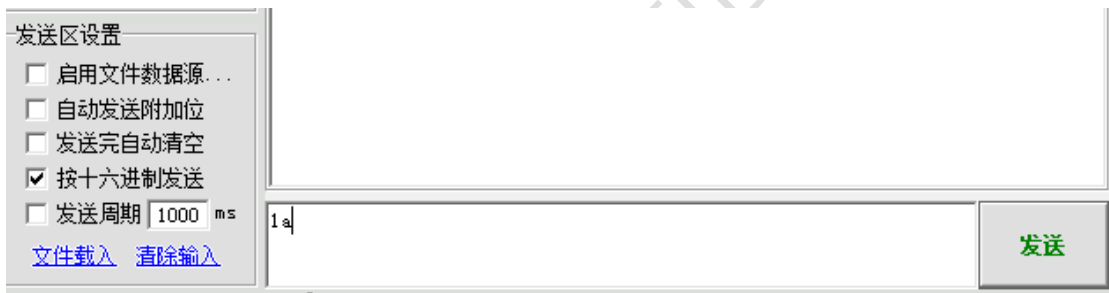 发送区设置
启用文件数据源...
自动发送附加位
发送完自动清空
按十六进制发送
发送周期 1000 ms
文件载入 清除输入
1a
发送